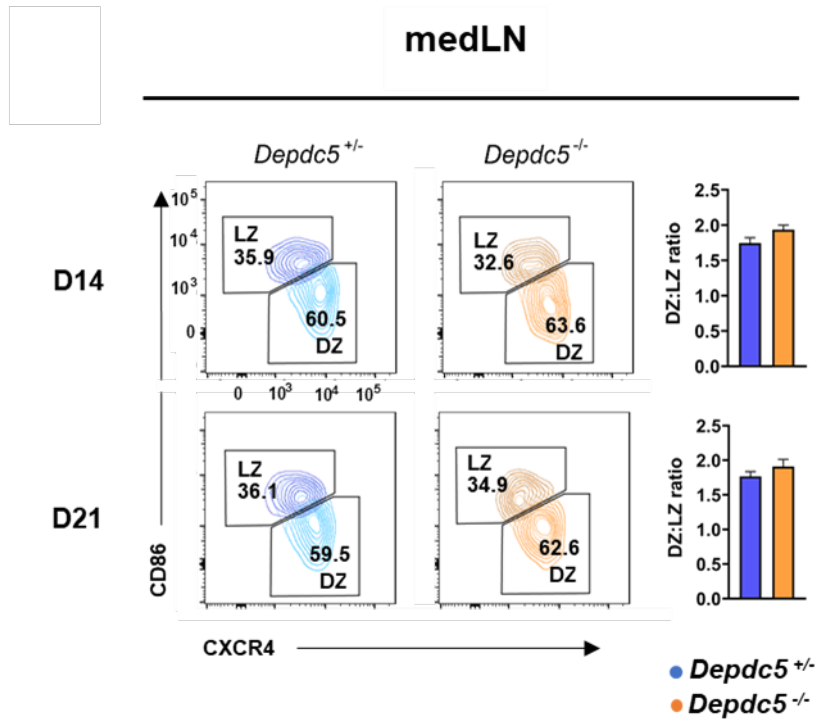 medLN
Depdc5+/-
Depdc5-/-
D14
10^5
10^4
10^3
0
LZ
35.9
60.5
DZ
0 10^3 10^4 10^5
LZ
32.6
63.6
DZ
DZ:LZ ratio
2.5
2.0
1.5
1.0
0.5
0.0
D21
LZ
36.1
59.5
DZ
LZ
34.9
62.6
DZ
DZ:LZ ratio
2.5
2.0
1.5
1.0
0.5
0.0
CD86
CXCR4
Depdc5+/-
Depdc5-/-